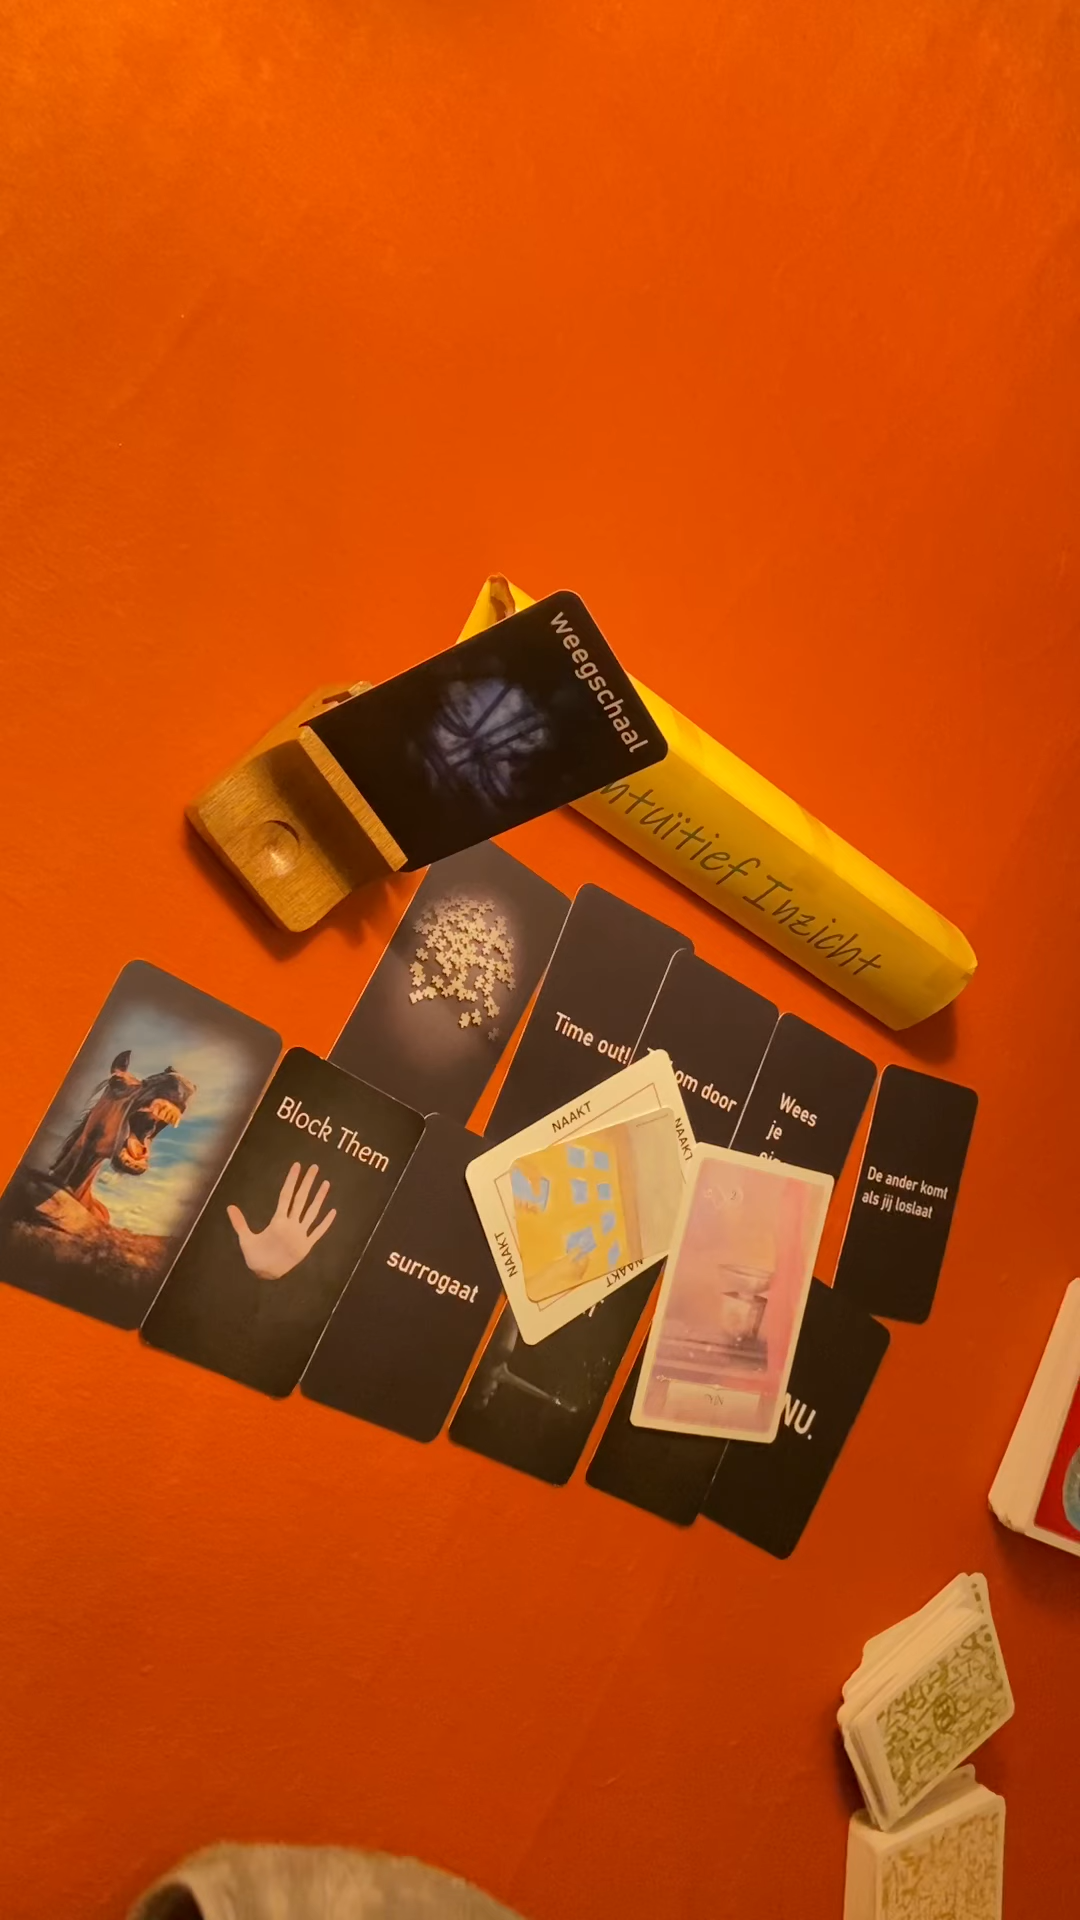 weegschaal
ntuïtief Inzicht
Time out!
om door
Wees
je
De ander komt
als jij loslaat
Block Them
surrogaat
NAAKT
NAAKT
NAAKT
NAAKT
NU.